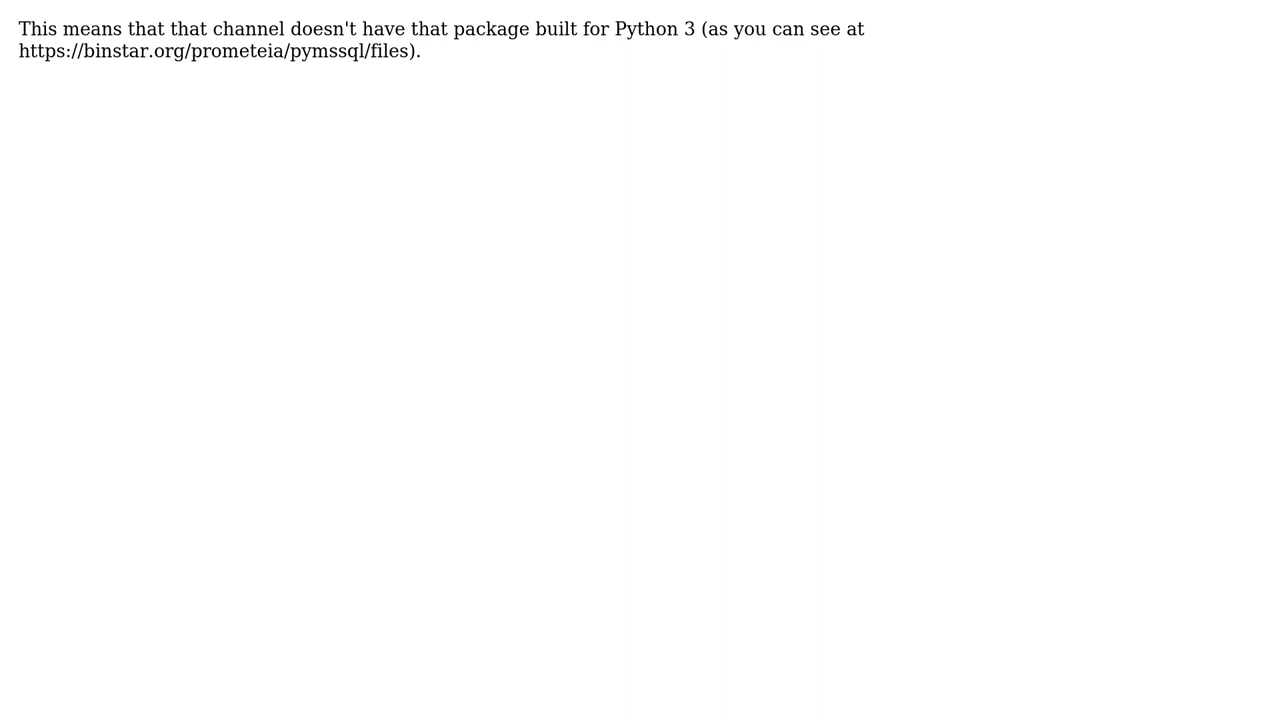 This means that that channel doesn't have that package built for Python 3 (as you can see at
https://binstar.org/prometeia/pymssql/files).